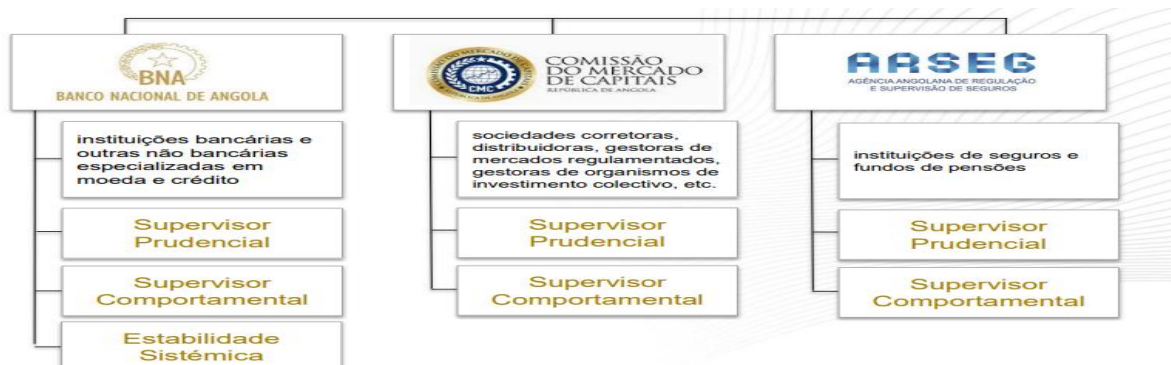 BNA
BANCO NACIONAL DE ANGOLA
instituições bancárias e
outras não bancárias
especializadas em
moeda e crédito
Supervisor
Prudencial
Supervisor
Comportamental
Estabilidade
Sistémica
CMC
COMISSÃO
DO MERCADO
DE CAPITAIS
REPÚBLICA DE ANGOLA
sociedades corretoras,
distribuidoras, gestoras de
mercados regulamentados,
gestoras de organismos de
investimento colectivo, etc.
Supervisor
Prudencial
Supervisor
Comportamental
ARSEG
AGÊNCIA ANGOLANA DE REGULAÇÃO
E SUPERVISÃO DE SEGUROS
instituições de seguros e
fundos de pensões
Supervisor
Prudencial
Supervisor
Comportamental